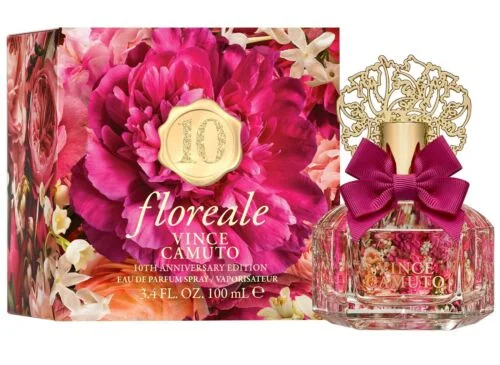 10
floreale
VINCE
CAMUTO
10TH ANNIVERSARY EDITION
EAU DE PARFUM SPRAY / VAPORISATEUR
3.4 FL. OZ. 100 mL ℮
VINCE
CAMUTO